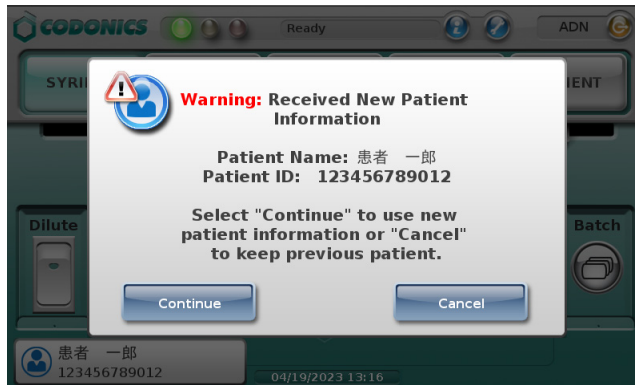 CODONICS
Ready
ADN
SYRI
IENT
Warning: Received New Patient
Information
Patient Name: 患者　一郎
Patient ID: 123456789012
Select "Continue" to use new
patient information or "Cancel"
to keep previous patient.
Dilute
Batch
Continue
Cancel
患者　一郎
123456789012
04/19/2023 13:16